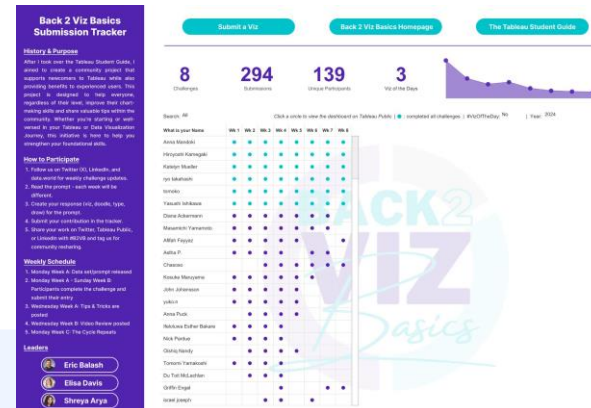 Back 2 Viz Basics
Submission Tracker
History & Purpose
After I took over the Tableau Student Guide, I
aimed to create a community project that
supports newcomers to Tableau while also
providing benefits to experienced users. This
project is designed to help everyone,
regardless of their level, improve their chart-
making skills and share valuable tips within the
community. Whether you're starting or well-
versed in your Tableau or Data Visualization
Journey, this initiative is here to help you
strengthen your foundational skills.
How to Participate
1. Follow us on Twitter (X), LinkedIn, and
data.world for weekly challenge updates.
2. Read the prompt - each week will be
different.
3. Create your response (viz, doodle, type,
draw) for the prompt.
4. Submit your contribution in the tracker.
5. Share your work on Twitter, Tableau Public,
or LinkedIn with #B2VB and tag us for
community resharing.
Weekly Schedule
1. Monday Week A: Data set/prompt released
2. Monday Week A - Sunday Week B:
Participants complete the challenge and
submit their entry
3. Wednesday Week A: Tips & Tricks are
posted
4. Wednesday Week B: Video Review posted
5. Monday Week C: The Cycle Repeats
Leaders
Eric Balash
Elisa Davis
Shreya Arya
Submit a Viz
Back 2 Viz Basics Homepage
The Tableau Student Guide
8
Challenges
294
Submissions
139
Unique Participants
3
Viz of the Days
Search: All
Click a circle to view the dashboard on Tableau Public | : completed all challenges | #VizOfTheDay: No | Year: 2024
What is your Name Wk 1 Wk 2 Wk 3 Wk 4 Wk 5 Wk 6 Wk 7 Wk 8
Hiroyoshi Kamegaki
Katelyn Mueller
ryo takahashi
tomoko
Yasushi Ishikawa
Diana Ackermann
Masamichi Yamamoto
Afifah Fayyaz
Astha P.
Chasoso
Kosuke Maruyama
John Johansson
yoko.n
Anna Puck
Ifeoluwa Esther Bakare
Nick Pontius
Oishiq Nandy
Tomomi Yamakoshi
Du Toit McLachlan
Griffin Engel
israel joseph
BACK2
VIZ
Basics